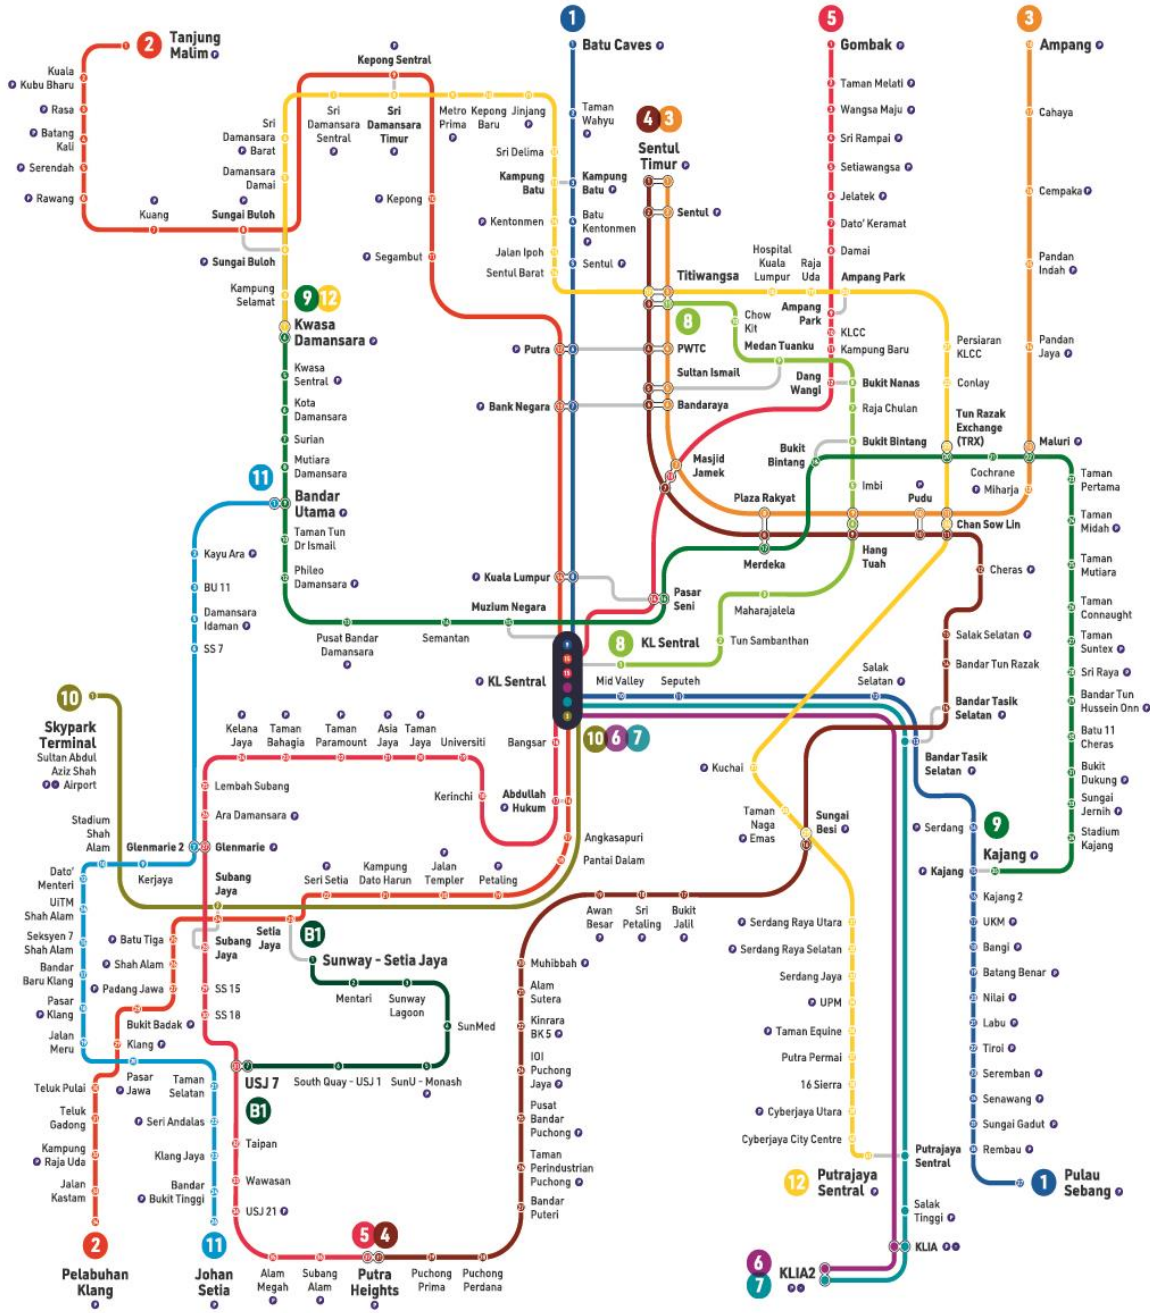 1
5
3
2
Tanjung
Malim P
Batu Caves P
Gombak P
Ampang P
Kepong Sentral
Kuala
Kubu Bharu
Rasa
Batang
Kali
Serendah
Rawang
Kuang
Sungai Buloh
Sungai Buloh
Kampung
Selamat
Sri
Damansara
Barat
Damansara
Damai
Sri
Damansara
Sentral
Sri
Damansara
Timur
Metro
Prima
Kepong
Baru
Jinjang
Sri Delima
Kampung
Batu
Kentonmen
Jalan Ipoh
Sentul Barat
Kepong
Segambut
Taman
Wahyu
Kampung
Batu
Batu
Kentonmen
Sentul
4
3
Sentul
Timur
Sentul
Titiwangsa
8
PWTC
Sultan Ismail
Bandaraya
Chow
Kit
Medan Tuanku
Hospital
Kuala
Lumpur
Raja
Uda
Ampang Park
Ampang
Park
Taman Melati
Wangsa Maju
Sri Rampai
Setiawangsa
Jelatek
Dato' Keramat
Damai
KLCC
Kampung Baru
Dang
Wangi
Bukit Nanas
Raja Chulan
Bukit Bintang
Bukit
Bintang
Imbi
Cahaya
Cempaka
Pandan
Indah
Pandan
Jaya
Persiaran
KLCC
Conlay
Tun Razak
Exchange
(TRX)
Maluri
Cochrane
Miharja
Pudu
Chan Sow Lin
9
12
Kwasa
Damansara
Kwasa
Sentral
Kota
Damansara
Surian
Mutiara
Damansara
11
Bandar
Utama
Taman Tun
Dr Ismail
Phileo
Damansara
Pusat Bandar
Damansara
Semantan
Muzium Negara
Putra
Bank Negara
Kuala Lumpur
Masjid
Jamek
Plaza Rakyat
Merdeka
Hang
Tuah
Pasar
Seni
Maharajalela
Tun Sambanthan
8
KL Sentral
KL Sentral
10
6
7
Mid Valley
Seputeh
Salak
Selatan
Cheras
Salak Selatan
Bandar Tun Razak
Bandar Tasik
Selatan
Bandar Tasik
Selatan
Taman
Pertama
Taman
Midah
Taman
Mutiara
Taman
Connaught
Taman
Suntex
Sri Raya
Bandar Tun
Hussein Onn
Batu 11
Cheras
Bukit
Dukung
Sungai
Jernih
Stadium
Kajang
9
Kajang
Serdang
Kajang
Kajang 2
UKM
Bangi
Batang Benar
Nilai
Labu
Tiroi
Seremban
Senawang
Sungai Gadut
Rembau
1
Pulau
Sebang
Kuchai
Taman
Naga
Emas
Sungai
Besi
Serdang Raya Utara
Serdang Raya Selatan
Serdang Jaya
UPM
Taman Equine
Putra Permai
16 Sierra
Cyberjaya Utara
Cyberjaya City Centre
12
Putrajaya
Sentral
Putrajaya
Sentral
Salak
Tinggi
KLIA
6
7
KLIA2
Kayu Ara
BU 11
Damansara
Idaman
SS 7
10
Skypark
Terminal
Sultan Abdul
Aziz Shah
Airport
Kelana
Jaya
Taman
Bahagia
Taman
Paramount
Asia
Jaya
Taman
Jaya
Universiti
Kerinchi
Bangsar
Abdullah
Hukum
Angkasapuri
Pantai Dalam
Petaling
Jalan
Templer
Kampung
Dato Harun
Seri Setia
Lembah Subang
Ara Damansara
Glenmarie 2
Glenmarie
Stadium
Shah
Alam
Kerjaya
Dato'
Menteri
UiTM
Shah Alam
Seksyen 7
Shah Alam
Bandar
Baru Klang
Pasar
Klang
Jalan
Meru
Subang
Jaya
Subang
Jaya
Setia
Jaya
Batu Tiga
Shah Alam
Padang Jawa
Bukit Badak
Klang
SS 15
SS 18
B1
Sunway - Setia Jaya
Mentari
Sunway
Lagoon
SunMed
SunU - Monash
South Quay - USJ 1
USJ 7
B1
Teluk Pulai
Teluk
Gadong
Kampung
Raja Uda
Jalan
Kastam
2
Pelabuhan
Klang
Pasar
Jawa
Taman
Selatan
Seri Andalas
Klang Jaya
Bandar
Bukit Tinggi
11
Johan
Setia
Taipan
Wawasan
USJ 21
Alam
Megah
Subang
Alam
5
4
Putra
Heights
Puchong
Prima
Puchong
Perdana
Bandar
Puteri
Taman
Perindustrian
Puchong
Pusat
Bandar
Puchong
IOI
Puchong
Jaya
Kinrara
BK 5
Alam
Sutera
Muhibbah
Awan
Besar
Sri
Petaling
Bukit
Jalil